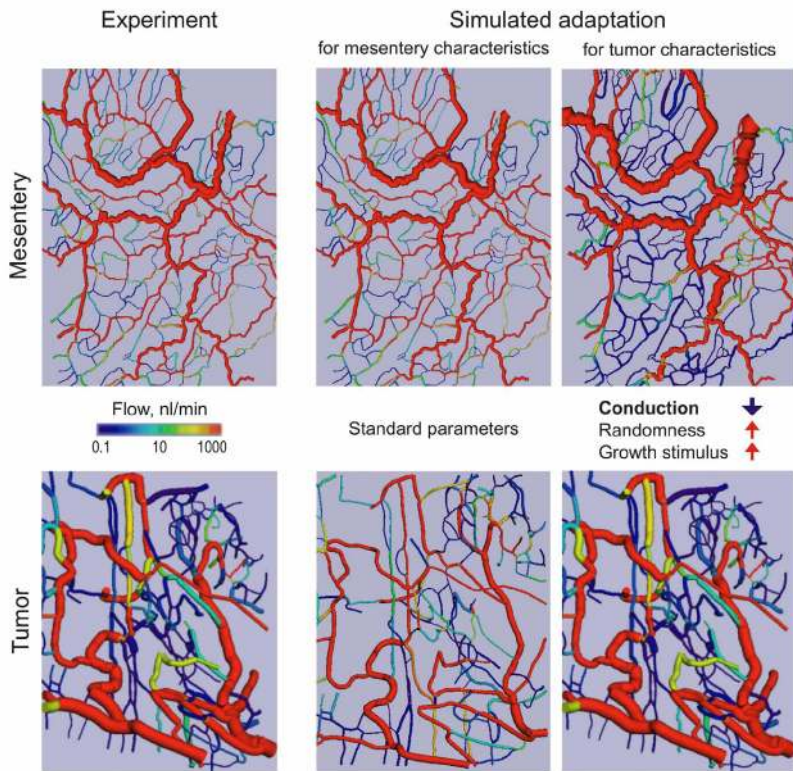 Experiment
Simulated adaptation
for mesentery characteristics
for tumor characteristics
Mesentery
Flow, nl/min
0.1 10 1000
Standard parameters
Conduction
Randomness
Growth stimulus
Tumor